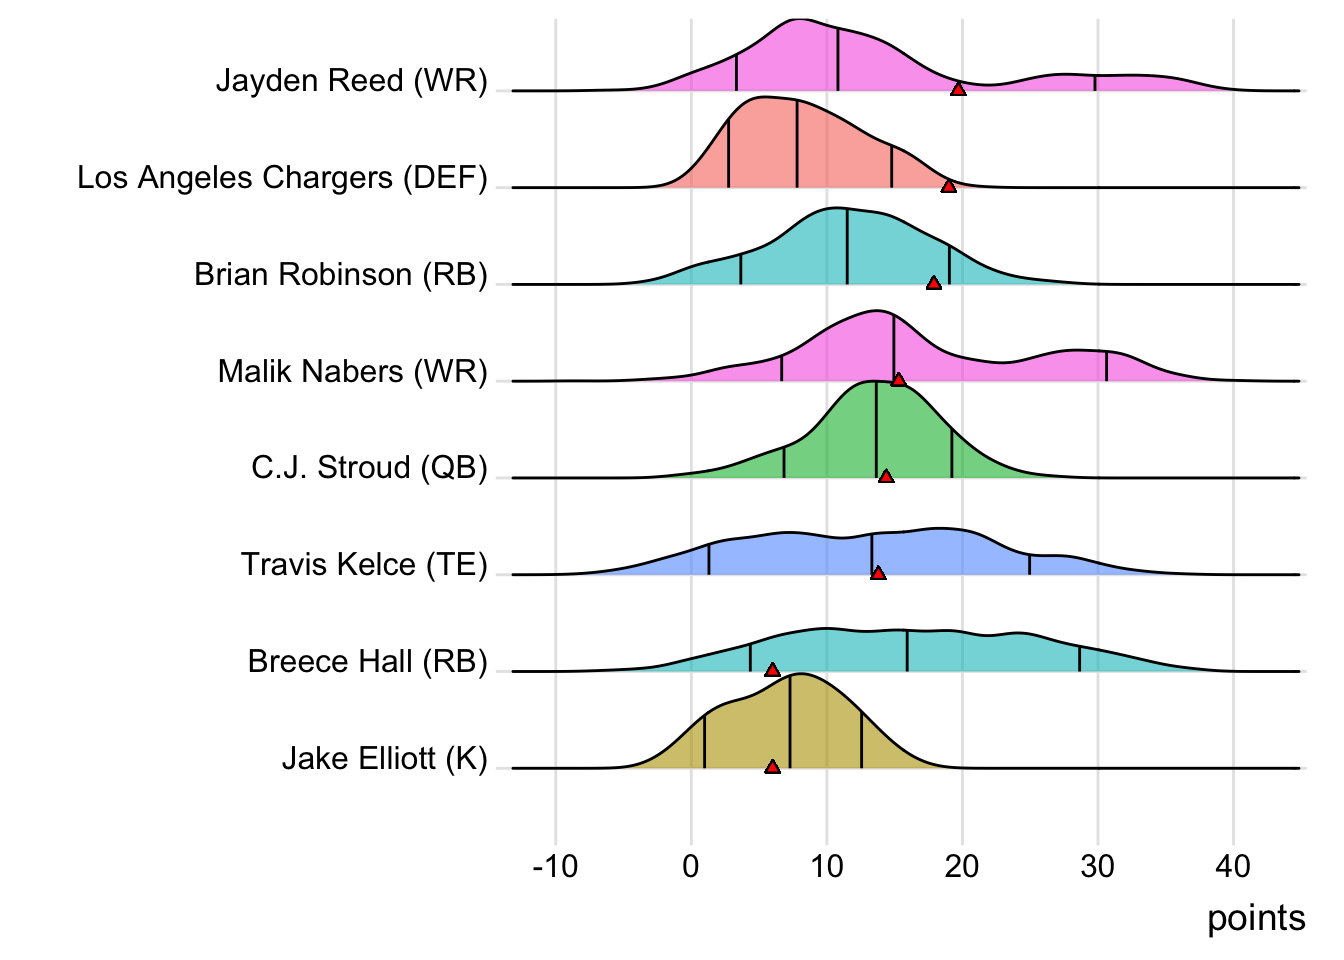 Jayden Reed (WR)
Los Angeles Chargers (DEF)
Brian Robinson (RB)
Malik Nabers (WR)
C.J. Stroud (QB)
Travis Kelce (TE)
Breece Hall (RB)
Jake Elliott (K)
-10 0 10 20 30 40
points